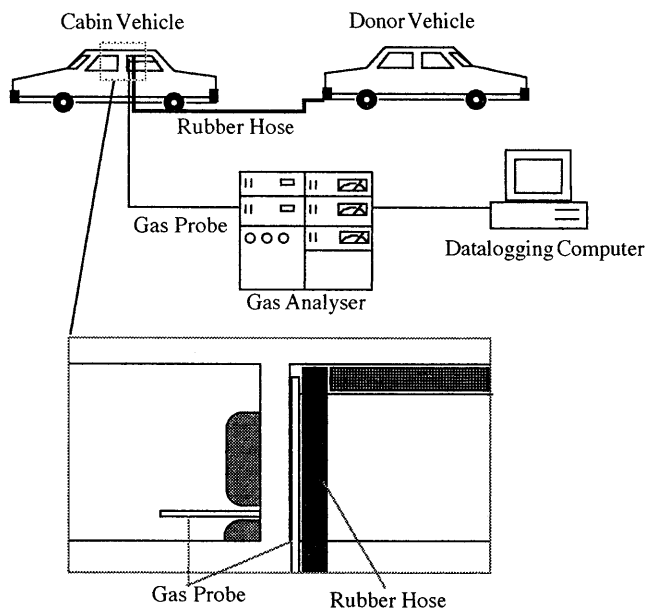 Cabin Vehicle
Donor Vehicle
Rubber Hose
Gas Probe
Datalogging Computer
Gas Analyser
Gas Probe
Rubber Hose